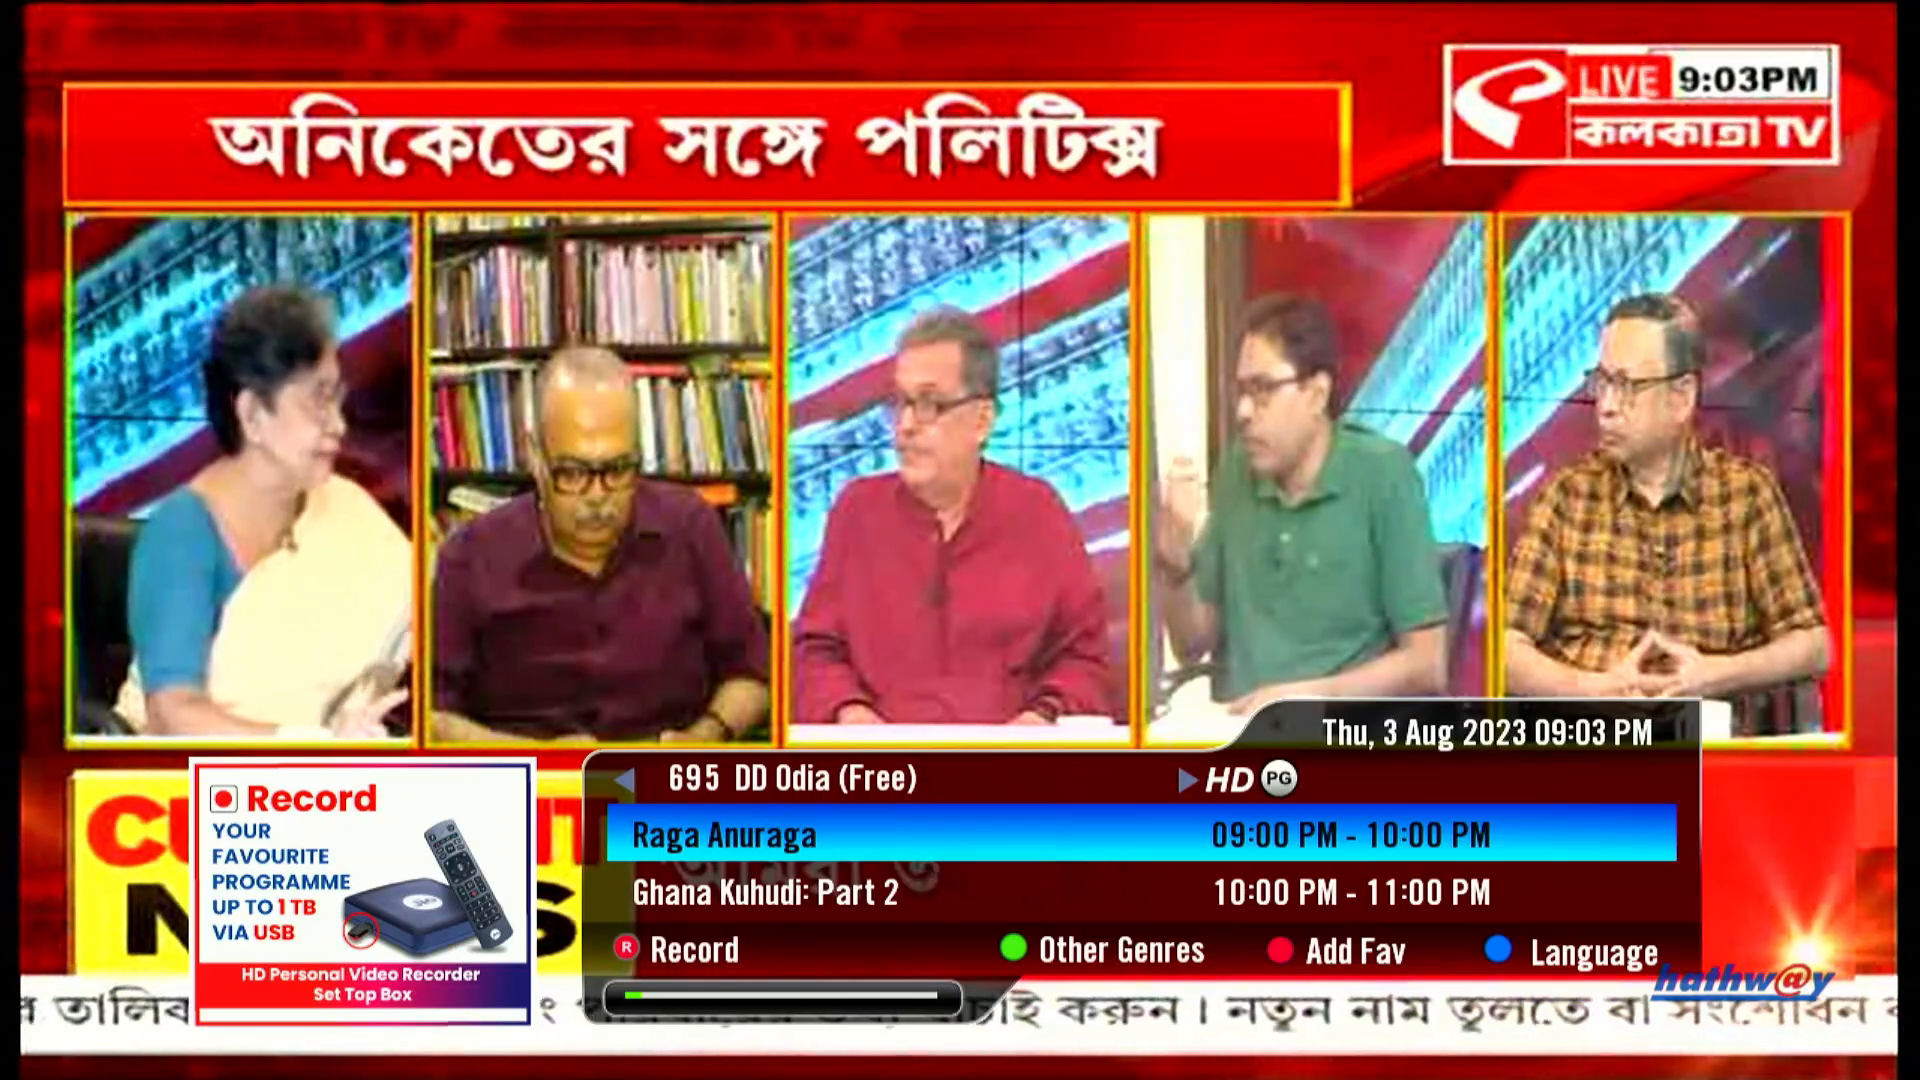 অনিকেতের সঙ্গে পলিটিক্স
LIVE 9:03PM
কলকাতা TV
Thu, 3 Aug 2023 09:03 PM
695 DD Odia (Free)
HD PG
Raga Anuraga 09:00 PM - 10:00 PM
Ghana Kuhudi: Part 2 10:00 PM - 11:00 PM
R Record
Other Genres
Add Fav
Language
Record
YOUR
FAVOURITE
PROGRAMME
UP TO 1 TB
VIA USB
Jio
HD Personal Video Recorder
Set Top Box
hathw@y
করুন । নতুন নাম তুলতে বা সংশোধন